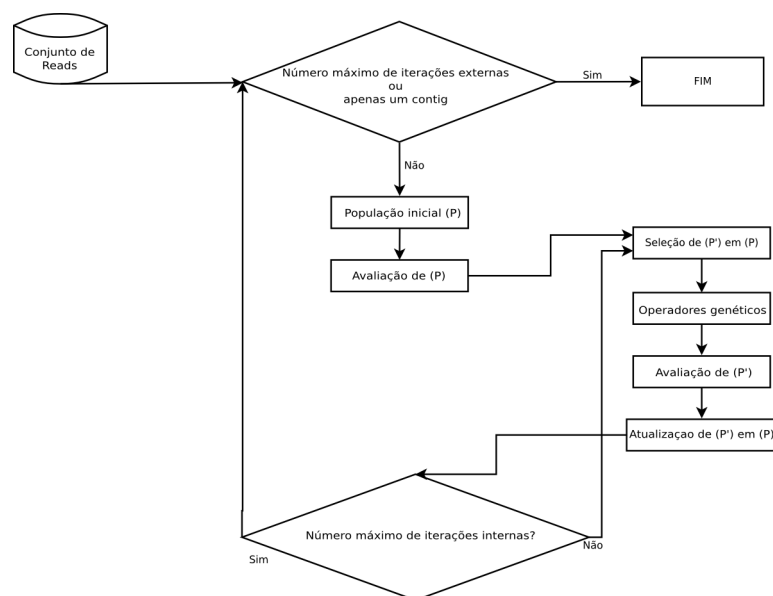 Conjunto de
Reads
Número máximo de iterações externas
ou
apenas um contig
Sim
FIM
Não
População inicial (P)
Avaliação de (P)
Seleção de (P') em (P)
Operadores genéticos
Avaliação de (P')
Atualizaçao de (P') em (P)
Número máximo de iterações internas?
Não
Sim